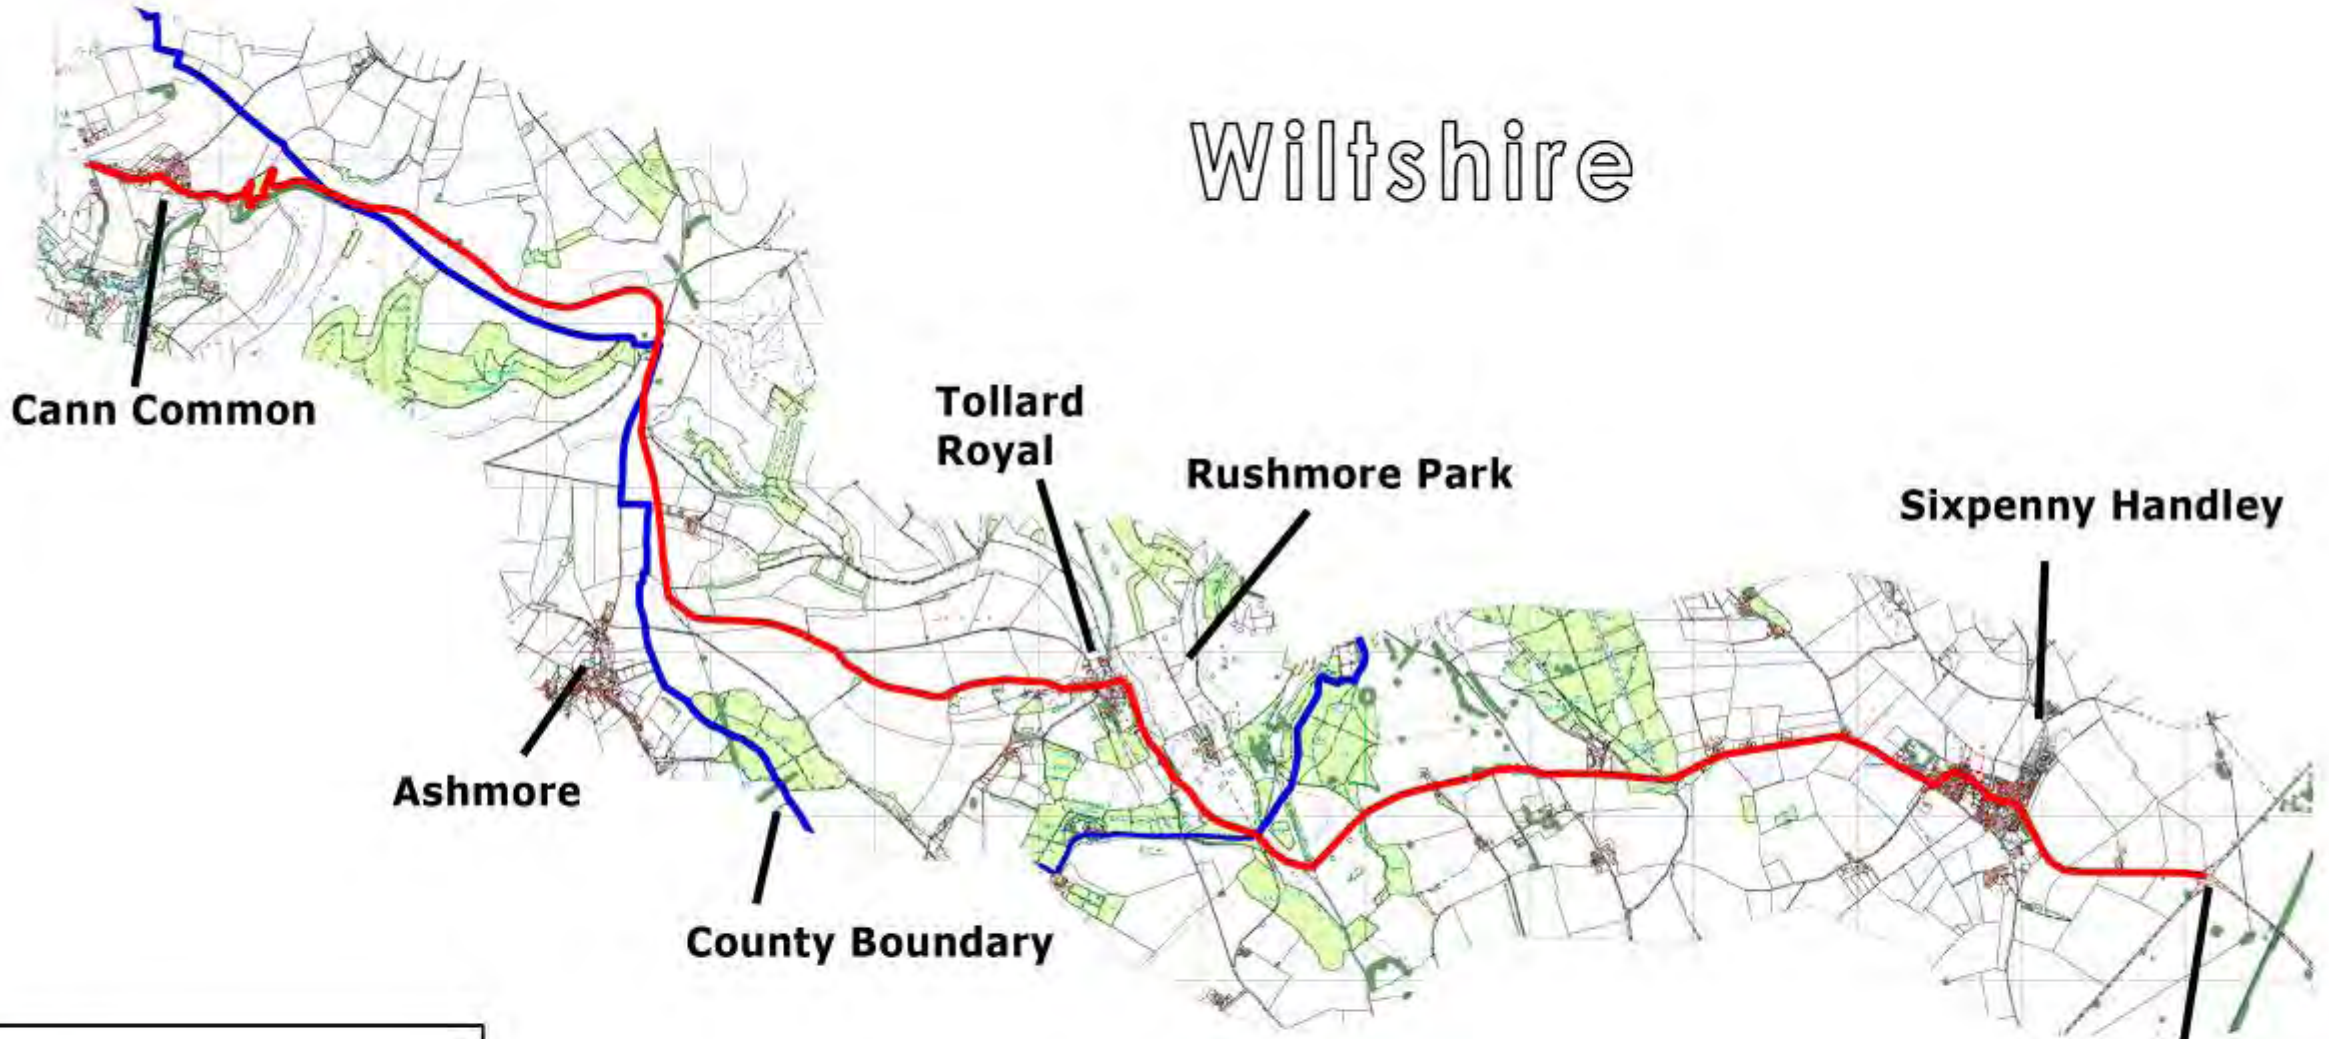 Wiltshire
Cann Common
Tollard
Royal
Rushmore Park
Sixpenny Handley
Ashmore
County Boundary